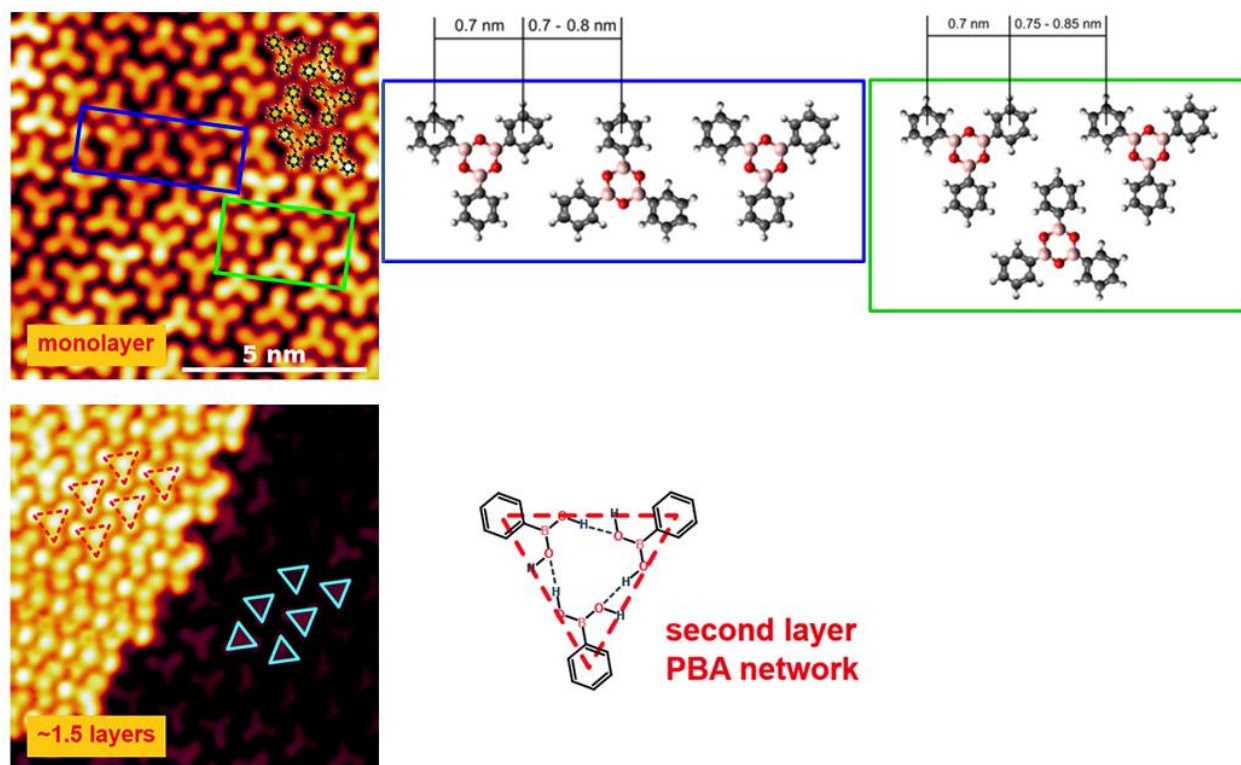 0.7 nm 0.7 - 0.8 nm
0.7 nm 0.75 - 0.85 nm
monolayer
5 nm
H
O H
B O
B
O H O
H
H
O O H
B
second layer
PBA network
~1.5 layers